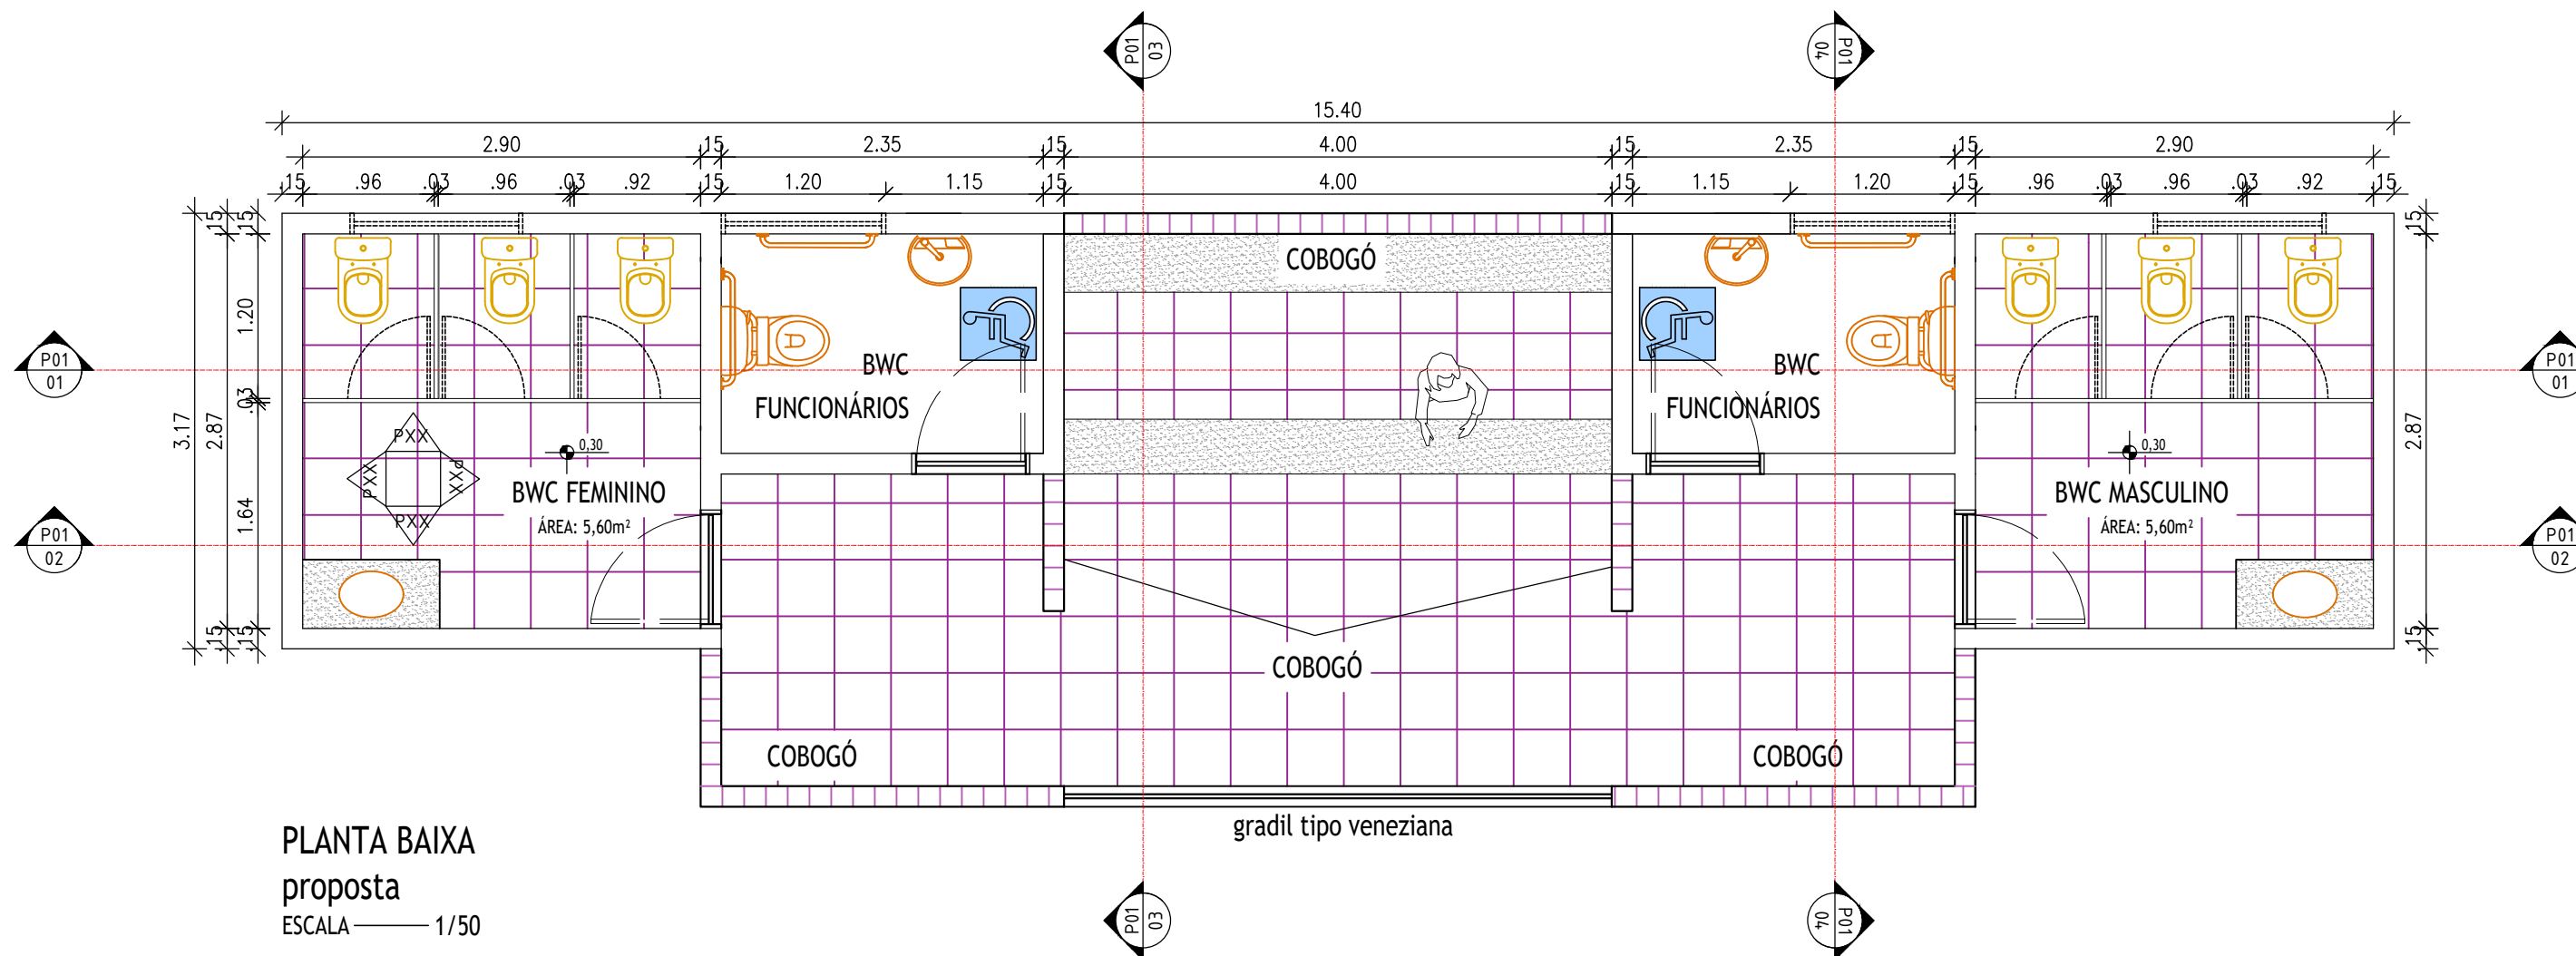 P01
03
P01
04
15.40
2.90
.15
2.35
.15
4.00
.15
2.35
.15
2.90
.15
.96
.03
.96
.03
.92
.15
1.20
1.15
.15
4.00
.15
1.15
1.20
.15
.96
.03
.96
.03
.92
.15
3.17
.15
2.87
.15
.15
1.20
.03
1.64
.15
.15
2.87
.15
COBOGÓ
P01
01
P01
01
BWC
FUNCIONÁRIOS
BWC
FUNCIONÁRIOS
PXX
PXX
PXX
PXX
0,30
BWC FEMININO
ÁREA: 5,60m²
0,30
BWC MASCULINO
ÁREA: 5,60m²
P01
02
P01
02
COBOGÓ
COBOGÓ
COBOGÓ
gradil tipo veneziana
PLANTA BAIXA
proposta
ESCALA 1/50
P01
03
P01
04